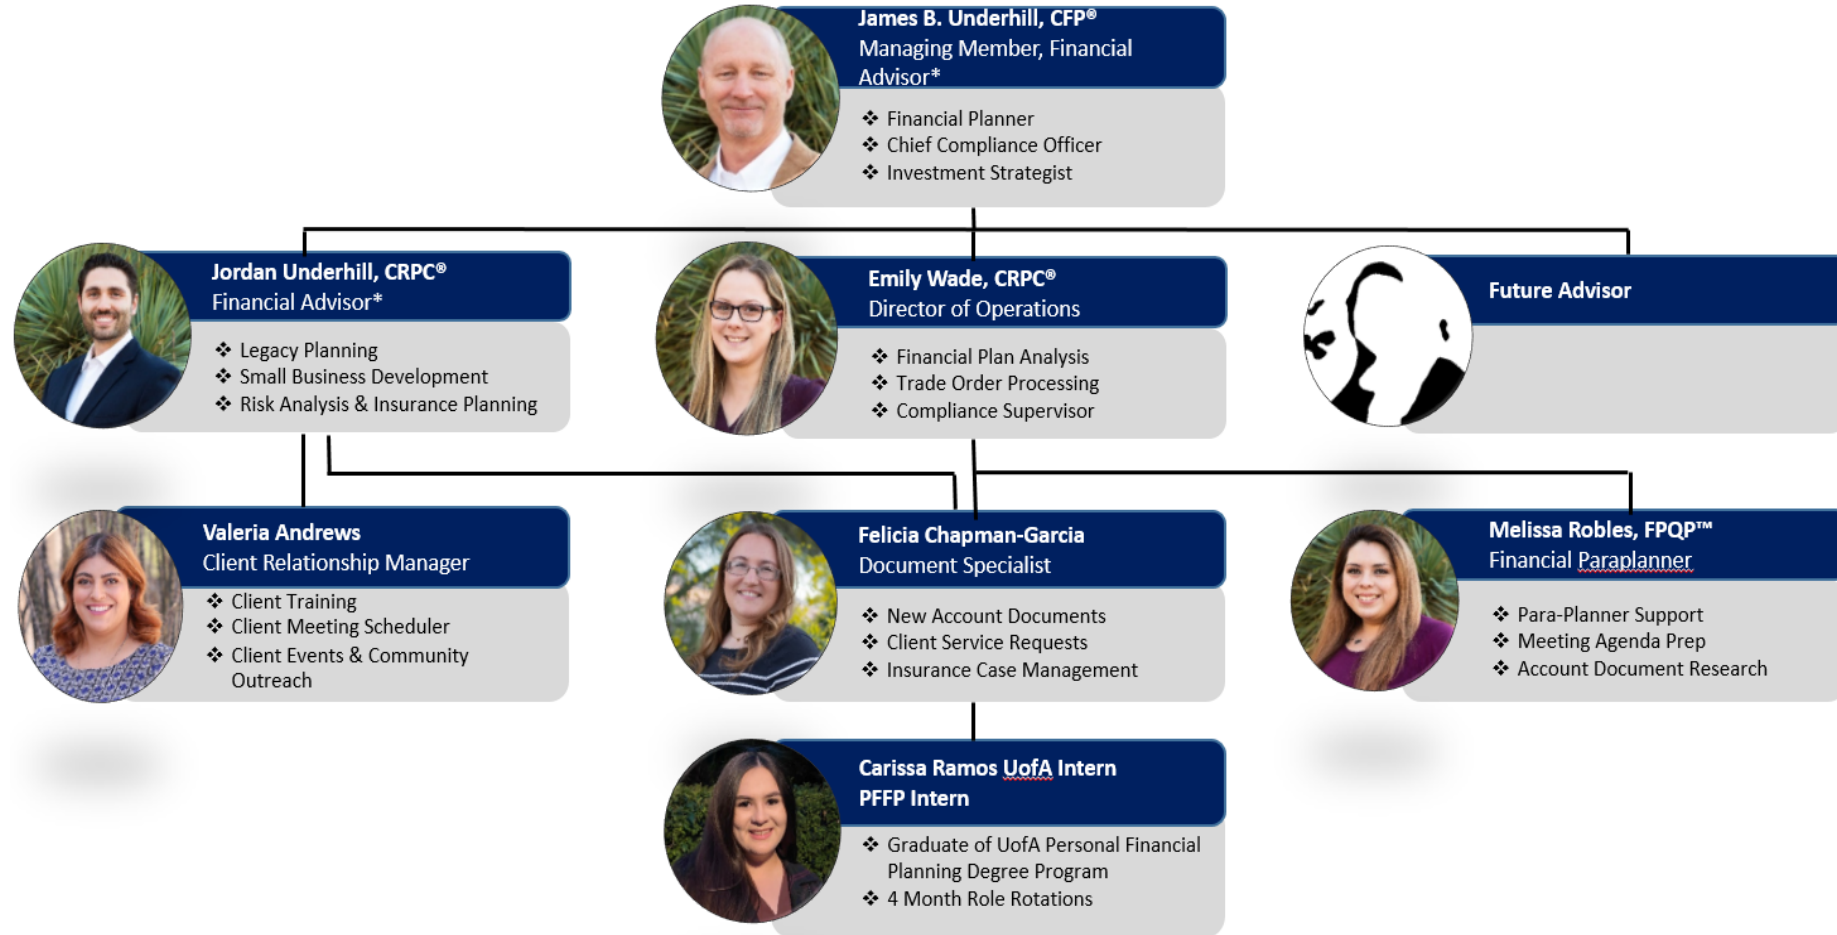 James B. Underhill, CFP®
Managing Member, Financial
Advisor*
❖ Financial Planner
❖ Chief Compliance Officer
❖ Investment Strategist
Jordan Underhill, CRPC®
Financial Advisor*
❖ Legacy Planning
❖ Small Business Development
❖ Risk Analysis & Insurance Planning
Emily Wade, CRPC®
Director of Operations
❖ Financial Plan Analysis
❖ Trade Order Processing
❖ Compliance Supervisor
Future Advisor
Valeria Andrews
Client Relationship Manager
❖ Client Training
❖ Client Meeting Scheduler
❖ Client Events & Community
Outreach
Felicia Chapman-Garcia
Document Specialist
❖ New Account Documents
❖ Client Service Requests
❖ Insurance Case Management
Melissa Robles, FPQP™
Financial Paraplanner
❖ Para-Planner Support
❖ Meeting Agenda Prep
❖ Account Document Research
Carissa Ramos UofA Intern
PFFP Intern
❖ Graduate of UofA Personal Financial
Planning Degree Program
❖ 4 Month Role Rotations